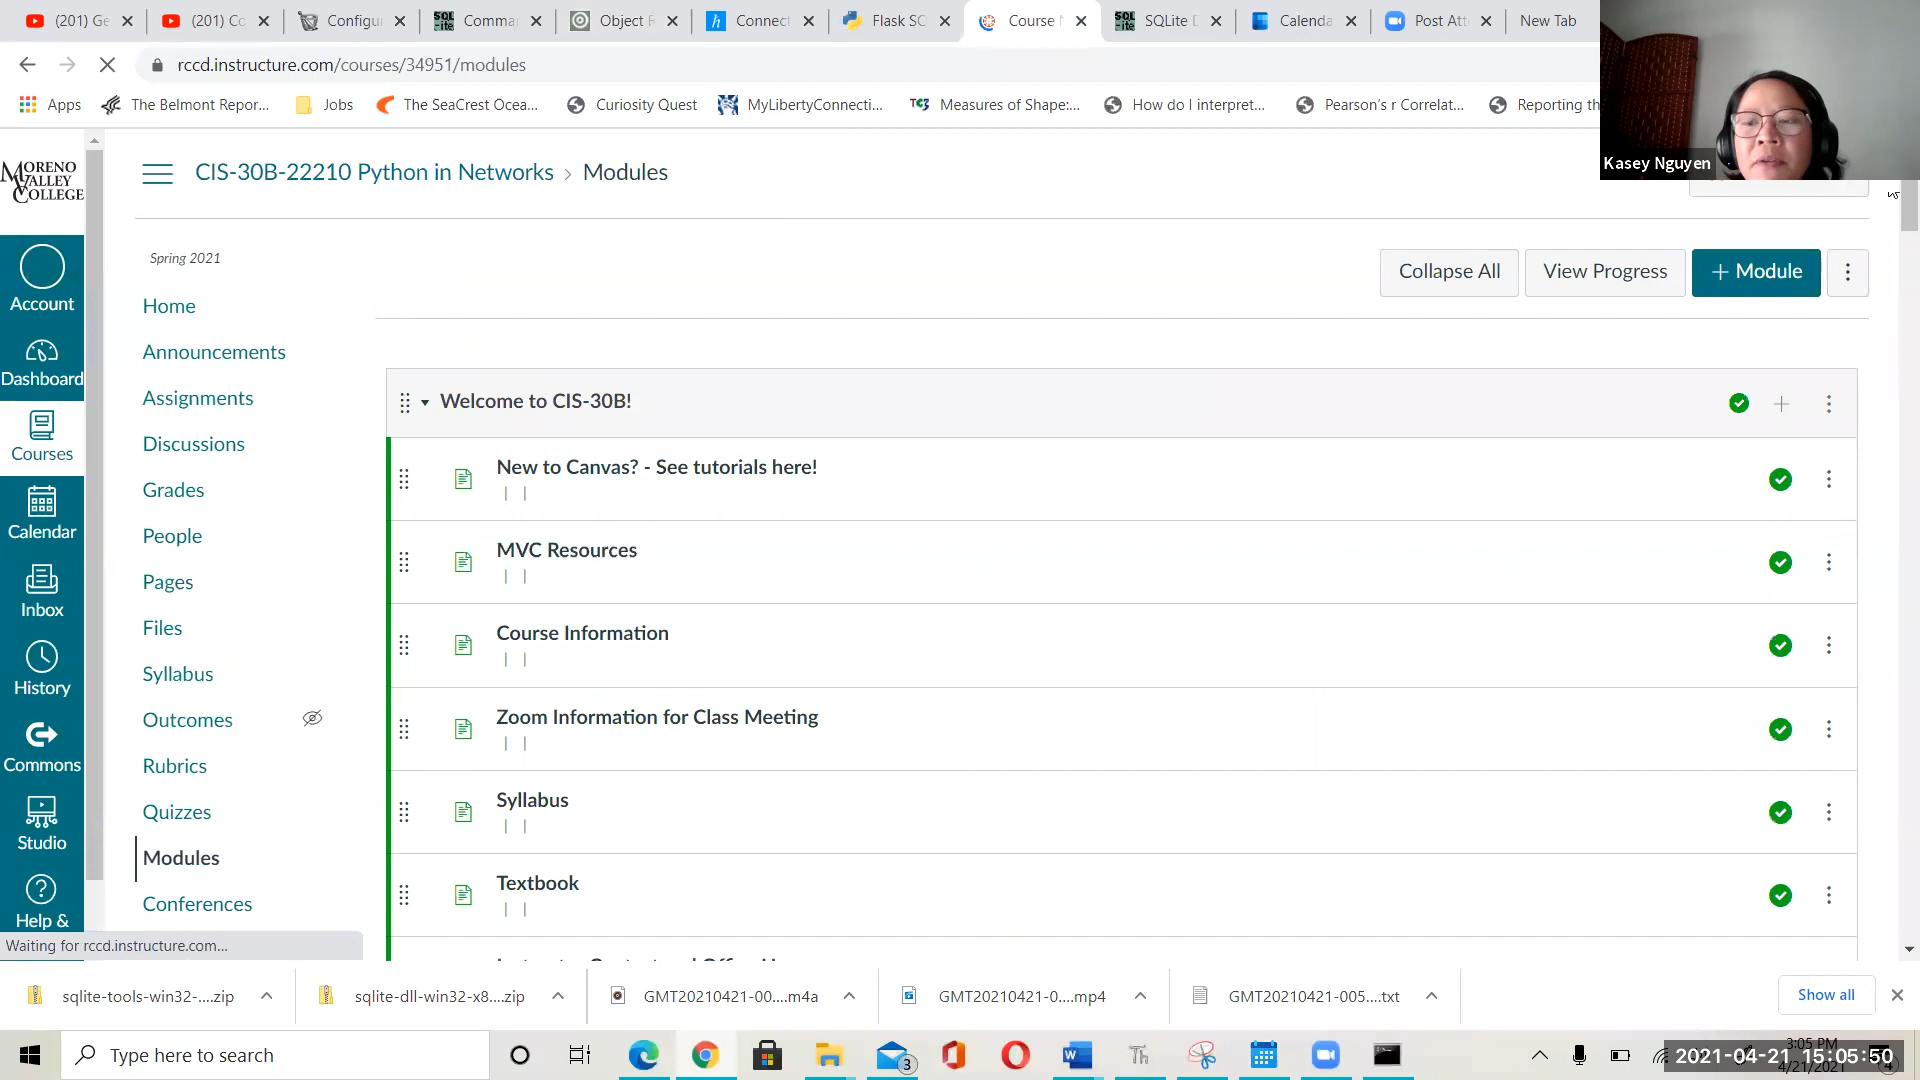 (201) Ge
(201) Co
Configur
Comma
Object R
Connect
Flask SQ
Course
SQLite
Calenda
Post Att
New Tab
rccd.instructure.com/courses/34951/modules
Apps
The Belmont Repor...
Jobs
The SeaCrest Ocea...
Curiosity Quest
MyLibertyConnecti...
Measures of Shape:...
How do I interpret...
Pearson's r Correlat...
Reporting th
Kasey Nguyen
MORENO
VALLEY
COLLEGE
CIS-30B-22210 Python in Networks > Modules
Spring 2021
Collapse All
View Progress
+ Module
Account
Dashboard
Courses
Calendar
Inbox
History
Commons
Studio
Help &
Home
Announcements
Assignments
Discussions
Grades
People
Pages
Files
Syllabus
Outcomes
Rubrics
Quizzes
Modules
Conferences
Welcome to CIS-30B!
New to Canvas? - See tutorials here!
| |
MVC Resources
| |
Course Information
| |
Zoom Information for Class Meeting
| |
Syllabus
| |
Textbook
| |
Waiting for rccd.instructure.com...
sqlite-tools-win32-....zip
sqlite-dll-win32-x8....zip
GMT20210421-00....m4a
GMT20210421-0....mp4
GMT20210421-005....txt
Show all
Type here to search
3
3:05 PM
2021-04-21 15:05:50